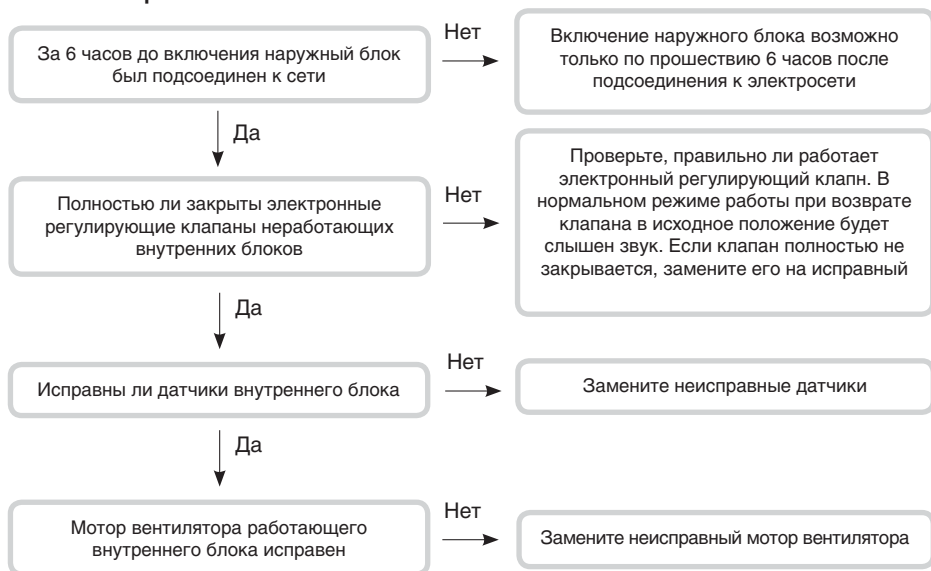 За 6 часов до включения наружный блок
был подсоединен к сети
Нет
Включение наружного блока возможно
только по прошествию 6 часов после
подсоединения к электросети
Да
Полностью ли закрыты электронные
регулирующие клапаны неработающих
внутренних блоков
Нет
Проверьте, правильно ли работает
электронный регулирующий клапн. В
нормальном режиме работы при возврате
клапана в исходное положение будет
слышен звук. Если клапан полностью не
закрывается, замените его на исправный
Да
Исправны ли датчики внутреннего блока
Нет
Замените неисправные датчики
Да
Мотор вентилятора работающего
внутреннего блока исправен
Нет
Замените неисправный мотор вентилятора